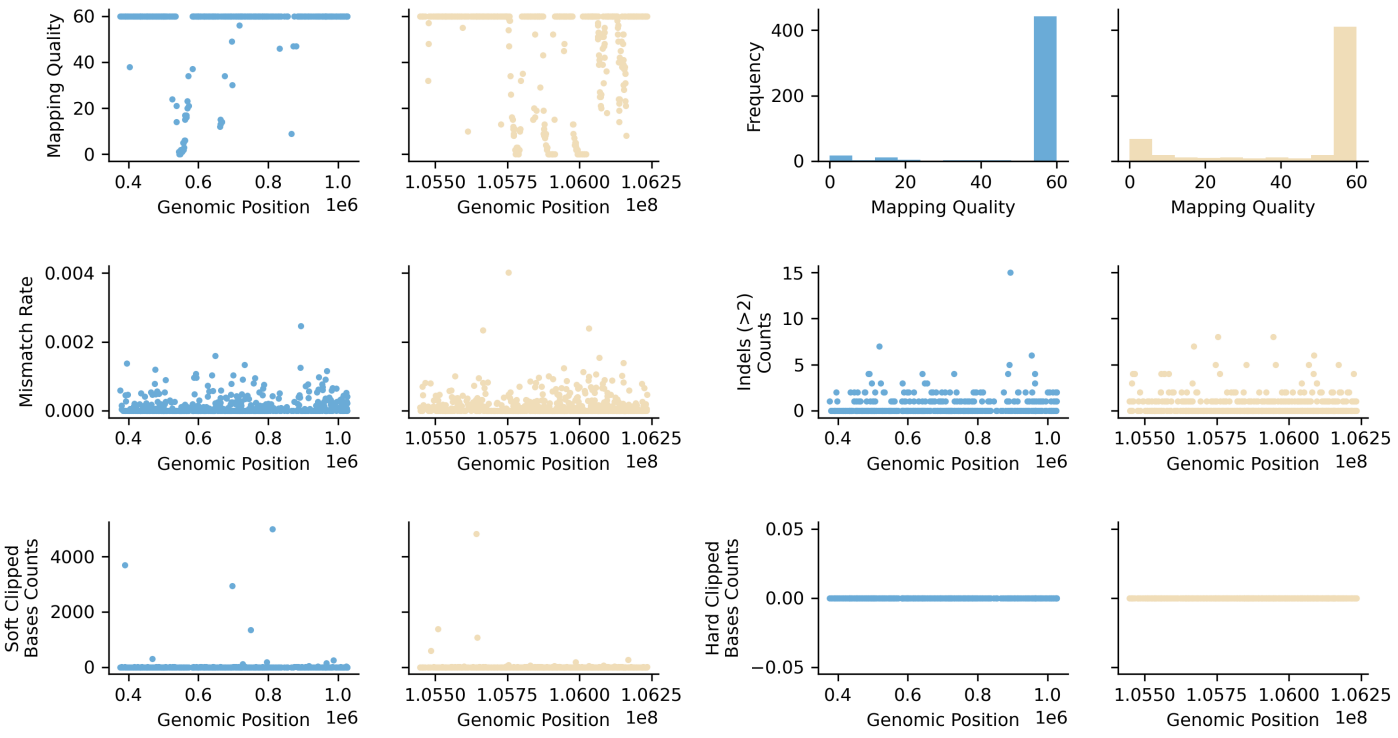 Mapping Quality
60
40
20
0
0.4 0.6 0.8 1.0
1e6
Genomic Position
1.0550 1.0575 1.0600 1.0625
1e8
Genomic Position
Frequency
400
200
0
0 20 40 60
Mapping Quality
0 20 40 60
Mapping Quality
Mismatch Rate
0.004
0.002
0.000
0.4 0.6 0.8 1.0
1e6
Genomic Position
1.0550 1.0575 1.0600 1.0625
1e8
Genomic Position
Indels (>2)
Counts
15
10
5
0
0.4 0.6 0.8 1.0
1e6
Genomic Position
1.0550 1.0575 1.0600 1.0625
1e8
Genomic Position
Soft Clipped
Bases Counts
4000
2000
0
0.4 0.6 0.8 1.0
1e6
Genomic Position
1.0550 1.0575 1.0600 1.0625
1e8
Genomic Position
Hard Clipped
Bases Counts
0.05
0.00
−0.05
0.4 0.6 0.8 1.0
1e6
Genomic Position
1.0550 1.0575 1.0600 1.0625
1e8
Genomic Position